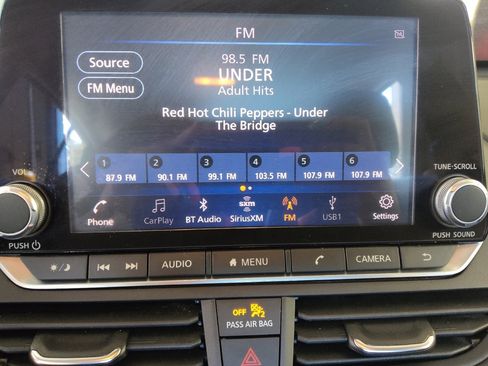 FM
Source
98.5 FM
UNDER
FM Menu
Adult Hits
Red Hot Chili Peppers - Under
The Bridge
1 2 3 4 5 6
87.9 FM 90.1 FM 99.1 FM 103.5 FM 107.9 FM 107.9 FM
VOL
TUNE·SCROLL
sxm
Phone CarPlay BT Audio SiriusXM FM USB1 Settings
PUSH
PUSH SOUND
AUDIO MENU CAMERA
OFF 2
PASS AIR BAG